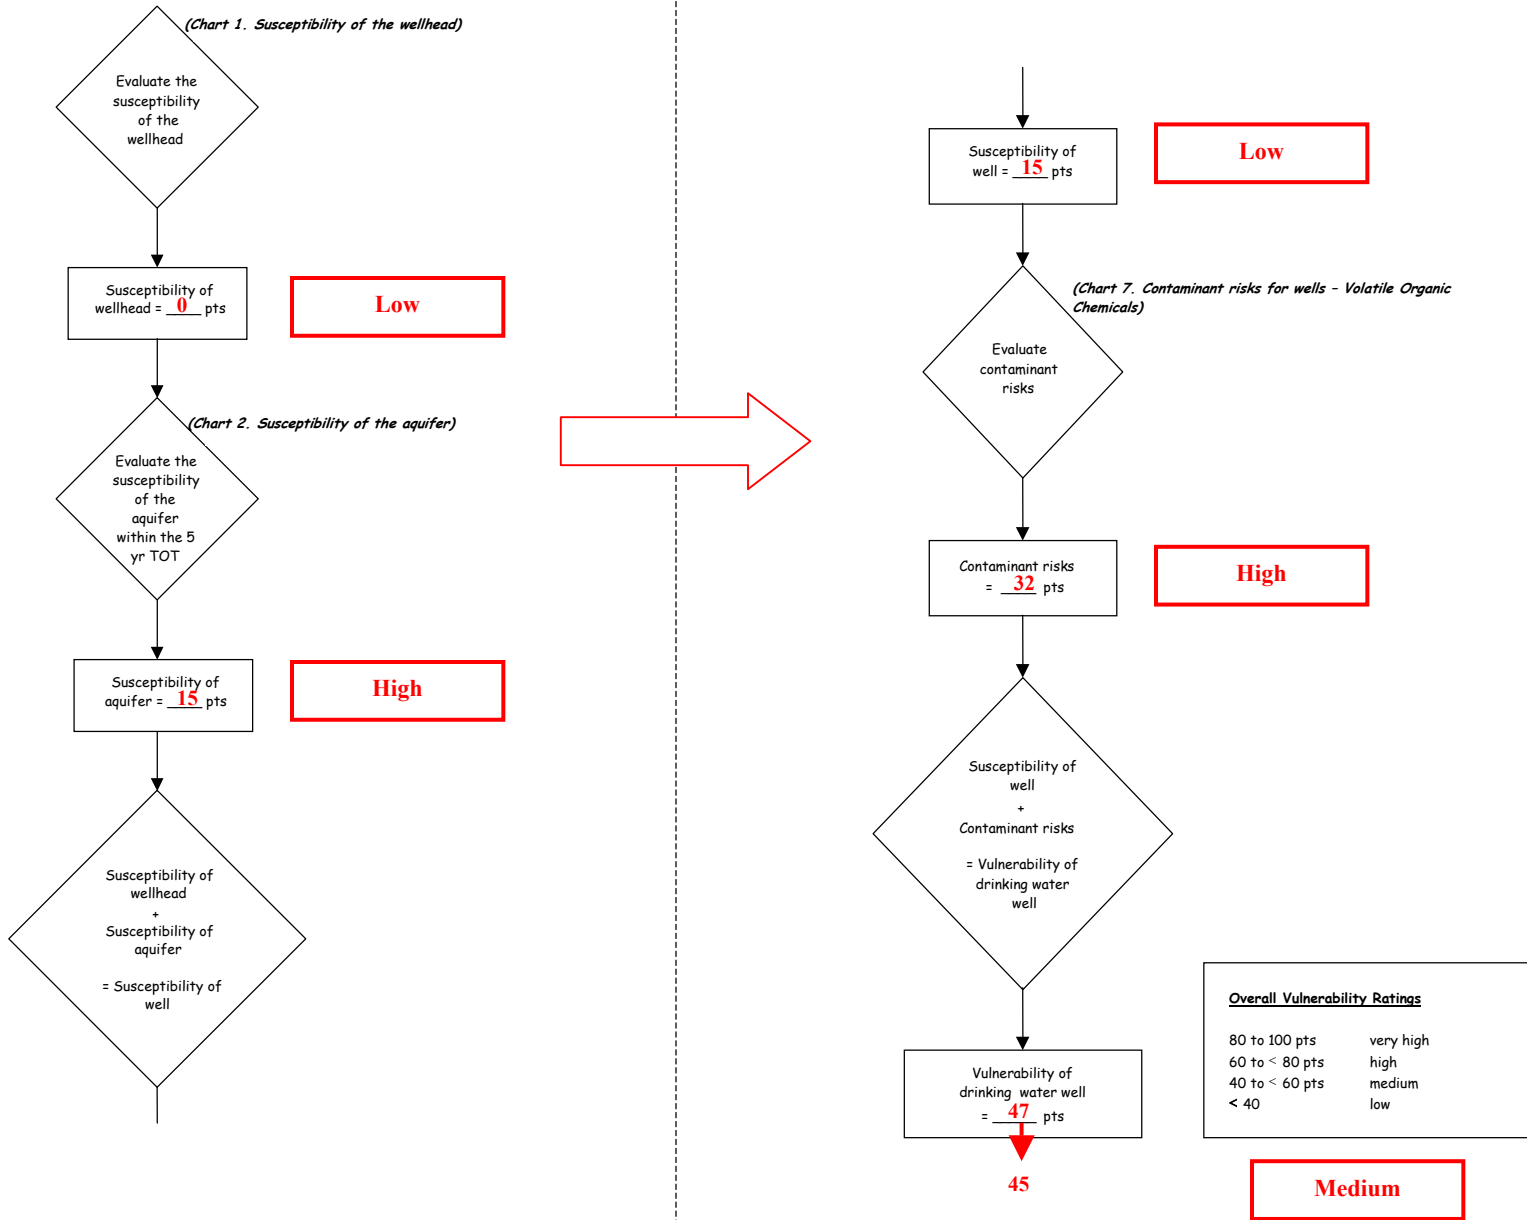 (Chart 1. Susceptibility of the wellhead)
Evaluate the
susceptibility
of the
wellhead
Susceptibility of
wellhead = 0 pts
Low
(Chart 2. Susceptibility of the aquifer)
Evaluate the
susceptibility
of the
aquifer
within the 5
yr TOT
Susceptibility of
aquifer = 15 pts
High
Susceptibility of
wellhead
+
Susceptibility of
aquifer
= Susceptibility of
well
Susceptibility of
well = 15 pts
Low
(Chart 7. Contaminant risks for wells – Volatile Organic
Chemicals)
Evaluate
contaminant
risks
Contaminant risks
= 32 pts
High
Susceptibility of
well
+
Contaminant risks
= Vulnerability of
drinking water
well
Vulnerability of
drinking water well
= 47 pts
45
Overall Vulnerability Ratings
80 to 100 pts very high
60 to < 80 pts high
40 to < 60 pts medium
< 40 low
Medium